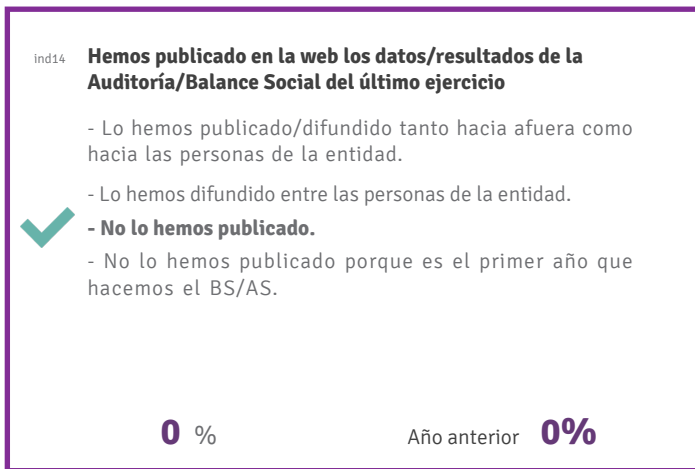 ind14 Hemos publicado en la web los datos/resultados de la
Auditoría/Balance Social del último ejercicio
- Lo hemos publicado/difundido tanto hacia afuera como
hacia las personas de la entidad.
- Lo hemos difundido entre las personas de la entidad.
- No lo hemos publicado.
- No lo hemos publicado porque es el primer año que
hacemos el BS/AS.
0 % Año anterior 0%